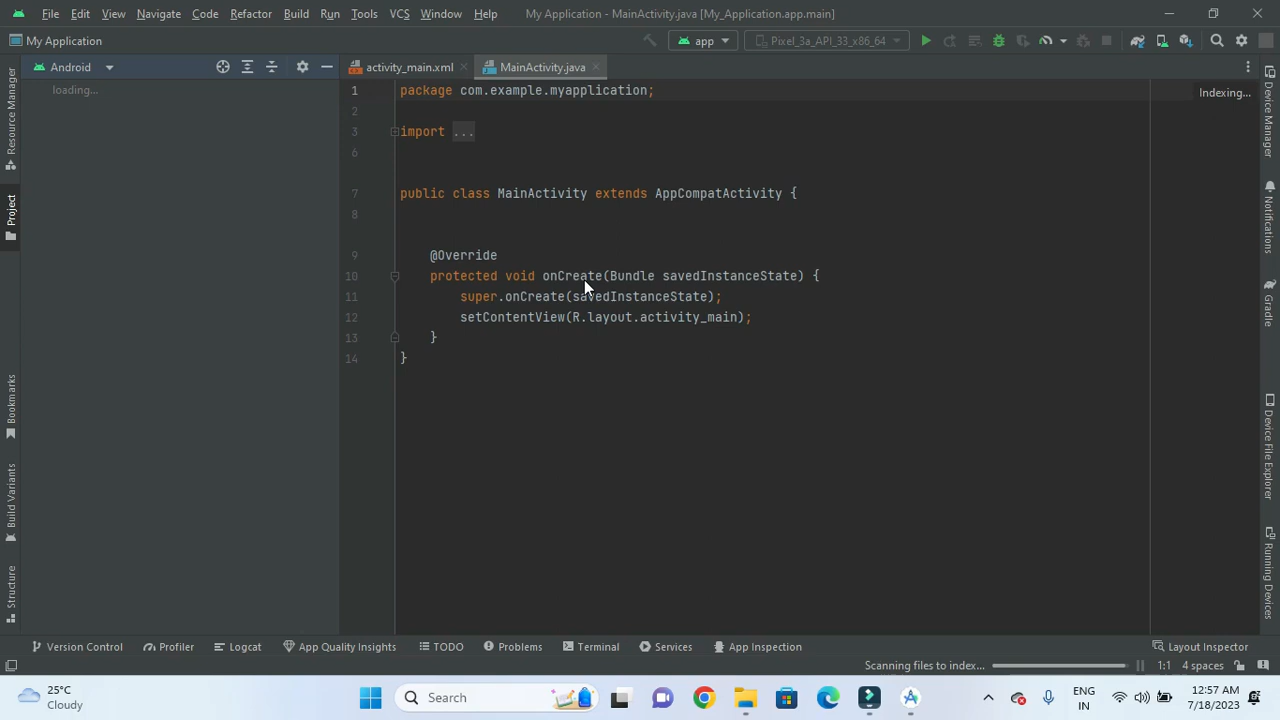 File Edit View Navigate Code Refactor Build Run Tools VCS Window Help My Application - MainActivity.java [My_Application.app.main]
My Application app Pixel_3a_API_33_x86_64
Android activity_main.xml MainActivity.java
loading...
Indexing...
1 package com.example.myapplication;
2
3 import ...
6
7 public class MainActivity extends AppCompatActivity {
8
9 @Override
10 protected void onCreate(Bundle savedInstanceState) {
11 super.onCreate(savedInstanceState);
12 setContentView(R.layout.activity_main);
13 }
14 }
Resource Manager
Project
Bookmarks
Build Variants
Structure
Device Manager
Notifications
Gradle
Device File Explorer
Running Devices
Version Control Profiler Logcat App Quality Insights TODO Problems Terminal Services App Inspection Layout Inspector
Scanning files to index... 1:1 4 spaces
25°C
Cloudy
Search
ENG
IN
12:57 AM
7/18/2023